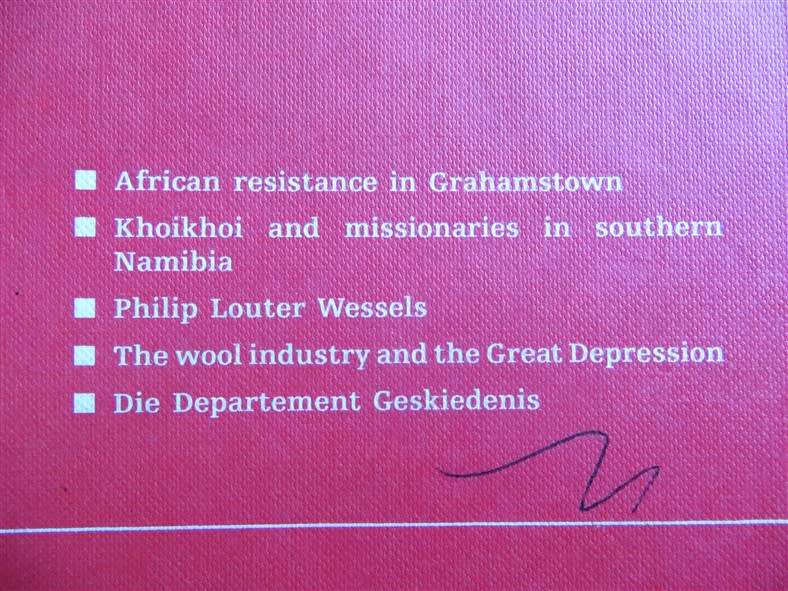 ■ African resistance in Grahamstown
■ Khoikhoi and missionaries in southern
Namibia
■ Philip Louter Wessels
■ The wool industry and the Great Depression
■ Die Departement Geskiedenis